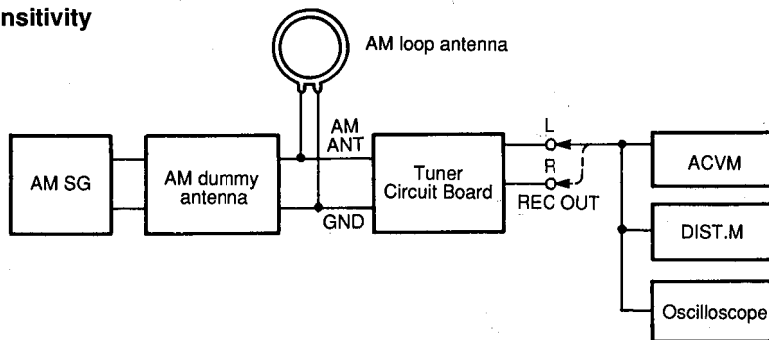 nsitivity
AM loop antenna
AM SG
AM dummy
antenna
AM
ANT
GND
Tuner
Circuit Board
L
R
REC OUT
ACVM
DIST.M
Oscilloscope